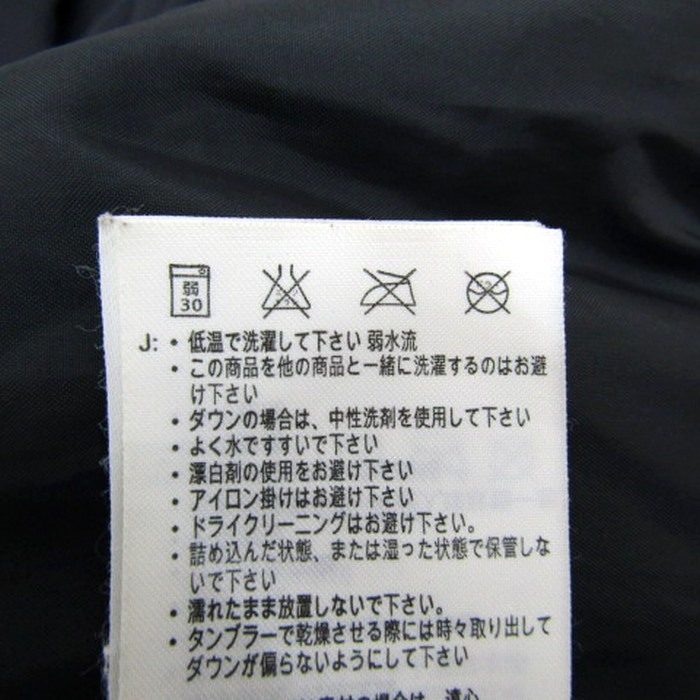 弱
30
J: ・低温で洗濯して下さい 弱水流
・この商品を他の商品と一緒に洗濯するのはお避
け下さい
・ダウンの場合は、中性洗剤を使用して下さい
・よく水ですすいで下さい
・漂白剤の使用をお避け下さい
・アイロン掛けはお避け下さい
・ドライクリーニングはお避け下さい。
・詰め込んだ状態、または湿った状態で保管しな
いで下さい
・濡れたまま放置しないで下さい。
・タンブラーで乾燥させる際には時々取り出して
ダウンが偏らないようにして下さい